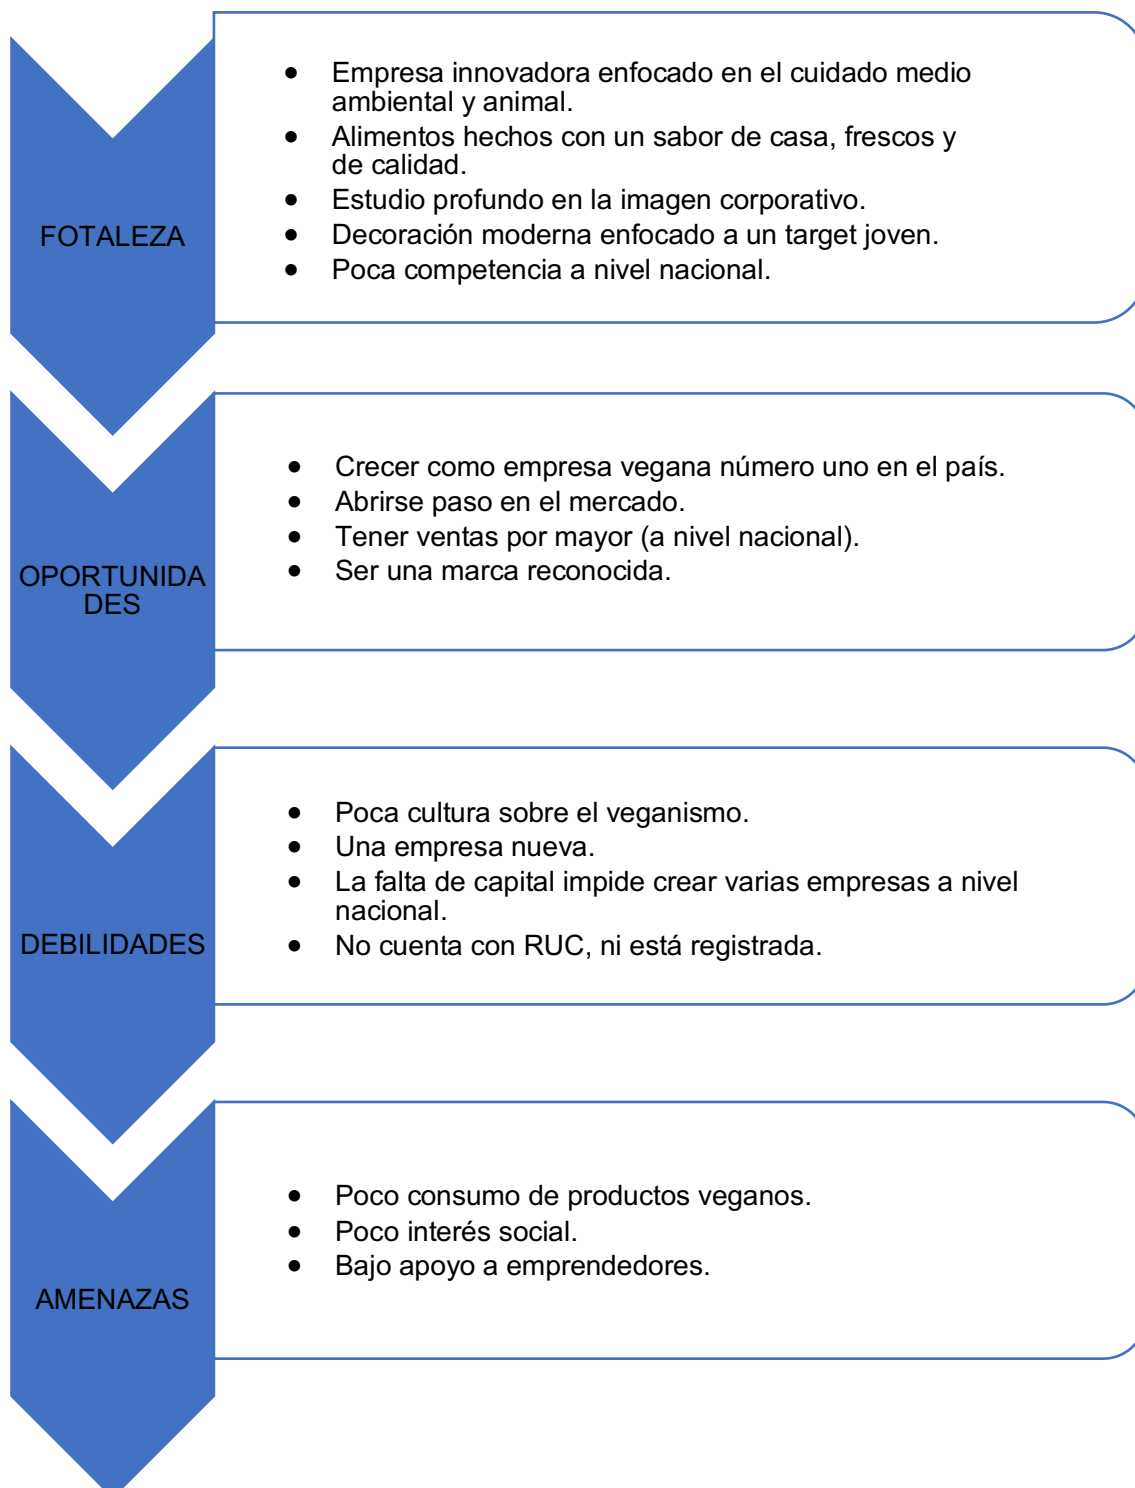 FOTALEZA
• Empresa innovadora enfocado en el cuidado medio
ambiental y animal.
• Alimentos hechos con un sabor de casa, frescos y
de calidad.
• Estudio profundo en la imagen corporativo.
• Decoración moderna enfocado a un target joven.
• Poca competencia a nivel nacional.
OPORTUNIDA
DES
• Crecer como empresa vegana número uno en el país.
• Abrirse paso en el mercado.
• Tener ventas por mayor (a nivel nacional).
• Ser una marca reconocida.
DEBILIDADES
• Poca cultura sobre el veganismo.
• Una empresa nueva.
• La falta de capital impide crear varias empresas a nivel
nacional.
• No cuenta con RUC, ni está registrada.
AMENAZAS
• Poco consumo de productos veganos.
• Poco interés social.
• Bajo apoyo a emprendedores.